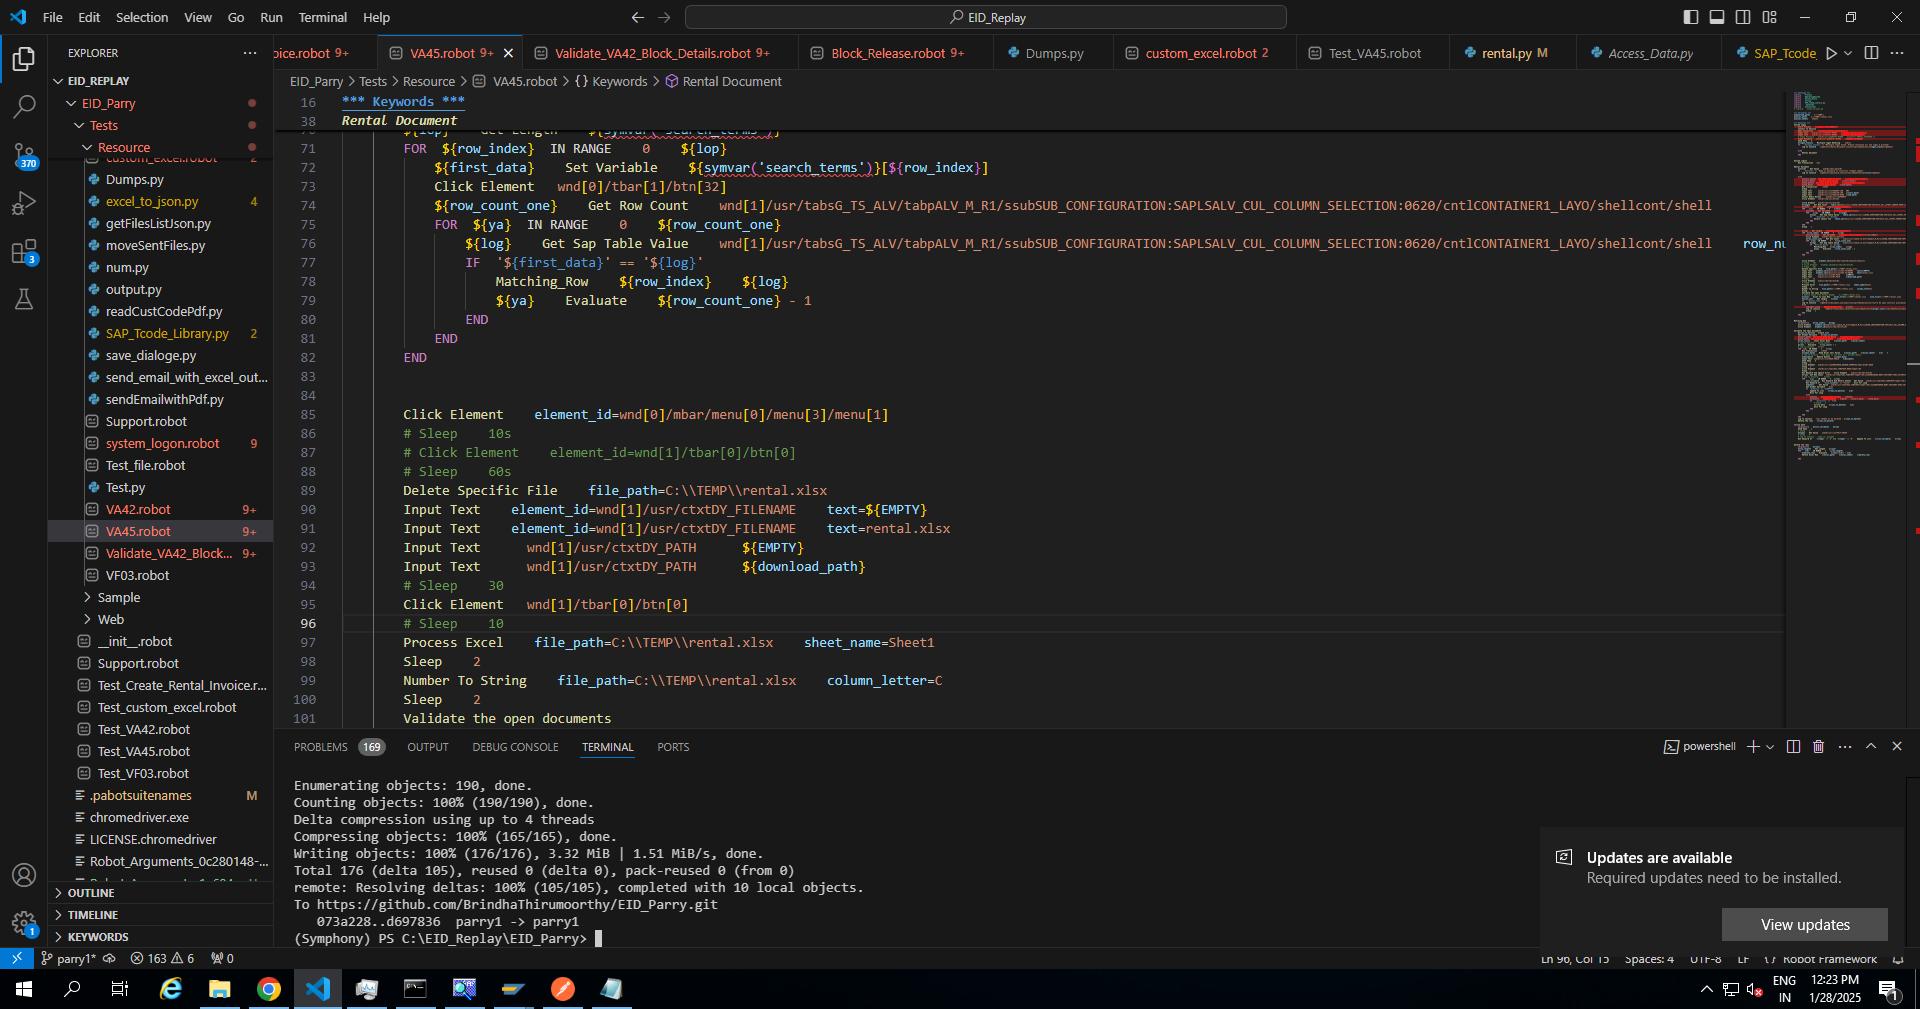 File Edit Selection View Go Run Terminal Help
EID_Replay
EXPLORER
EID_REPLAY
EID_Parry
Tests
Resource
custom_excel.robot 2
Dumps.py
excel_to_json.py 4
getFilesListJson.py
moveSentFiles.py
num.py
output.py
readCustCodePdf.py
SAP_Tcode_Library.py 2
save_dialoge.py
send_email_with_excel_out...
sendEmailwithPdf.py
Support.robot
system_logon.robot 9
Test_file.robot
Test.py
VA42.robot 9+
VA45.robot 9+
Validate_VA42_Block... 9+
VF03.robot
Sample
Web
__init__.robot
Support.robot
Test_Create_Rental_Invoice.r...
Test_custom_excel.robot
Test_VA42.robot
Test_VA45.robot
Test_VF03.robot
.pabotsuitenames M
chromedriver.exe
LICENSE.chromedriver
Robot_Arguments_0c280148-...
OUTLINE
TIMELINE
KEYWORDS
370
3
1
oice.robot 9+ VA45.robot 9+ Validate_VA42_Block_Details.robot 9+ Block_Release.robot 9+ Dumps.py custom_excel.robot 2 Test_VA45.robot rental.py M Access_Data.py SAP_Tcode
EID_Parry > Tests > Resource > VA45.robot > {} Keywords > Rental Document
16 *** Keywords ***
38 Rental Document
70 ${lop} Get Length ${symvar('search_terms')}
71 FOR ${row_index} IN RANGE 0 ${lop}
72 ${first_data} Set Variable ${symvar('search_terms')}[${row_index}]
73 Click Element wnd[0]/tbar[1]/btn[32]
74 ${row_count_one} Get Row Count wnd[1]/usr/tabsG_TS_ALV/tabpALV_M_R1/ssubSUB_CONFIGURATION:SAPLSALV_CUL_COLUMN_SELECTION:0620/cntlCONTAINER1_LAYO/shellcont/shell
75 FOR ${ya} IN RANGE 0 ${row_count_one}
76 ${log} Get Sap Table Value wnd[1]/usr/tabsG_TS_ALV/tabpALV_M_R1/ssubSUB_CONFIGURATION:SAPLSALV_CUL_COLUMN_SELECTION:0620/cntlCONTAINER1_LAYO/shellcont/shell row_nu
77 IF '${first_data}' == '${log}'
78 Matching_Row ${row_index} ${log}
79 ${ya} Evaluate ${row_count_one} - 1
80 END
81 END
82 END
83
84
85 Click Element element_id=wnd[0]/mbar/menu[0]/menu[3]/menu[1]
86 # Sleep 10s
87 # Click Element element_id=wnd[1]/tbar[0]/btn[0]
88 # Sleep 60s
89 Delete Specific File file_path=C:\\TEMP\\rental.xlsx
90 Input Text element_id=wnd[1]/usr/ctxtDY_FILENAME text=${EMPTY}
91 Input Text element_id=wnd[1]/usr/ctxtDY_FILENAME text=rental.xlsx
92 Input Text wnd[1]/usr/ctxtDY_PATH ${EMPTY}
93 Input Text wnd[1]/usr/ctxtDY_PATH ${download_path}
94 # Sleep 30
95 Click Element wnd[1]/tbar[0]/btn[0]
96 # Sleep 10
97 Process Excel file_path=C:\\TEMP\\rental.xlsx sheet_name=Sheet1
98 Sleep 2
99 Number To String file_path=C:\\TEMP\\rental.xlsx column_letter=C
100 Sleep 2
101 Validate the open documents
PROBLEMS 169 OUTPUT DEBUG CONSOLE TERMINAL PORTS
powershell
Enumerating objects: 190, done.
Counting objects: 100% (190/190), done.
Delta compression using up to 4 threads
Compressing objects: 100% (165/165), done.
Writing objects: 100% (176/176), 3.32 MiB | 1.51 MiB/s, done.
Total 176 (delta 105), reused 0 (delta 0), pack-reused 0 (from 0)
remote: Resolving deltas: 100% (105/105), completed with 10 local objects.
To https://github.com/BrindhaThirumoorthy/EID_Parry.git
073a228..d697836 parry1 -> parry1
(Symphony) PS C:\EID_Replay\EID_Parry>
Updates are available
Required updates need to be installed.
View updates
parry1* 163 6 0
Ln 96, Col 15 Spaces: 4 UTF-8 LF {} Robot Framework
ENG
IN
12:23 PM
1/28/2025
1